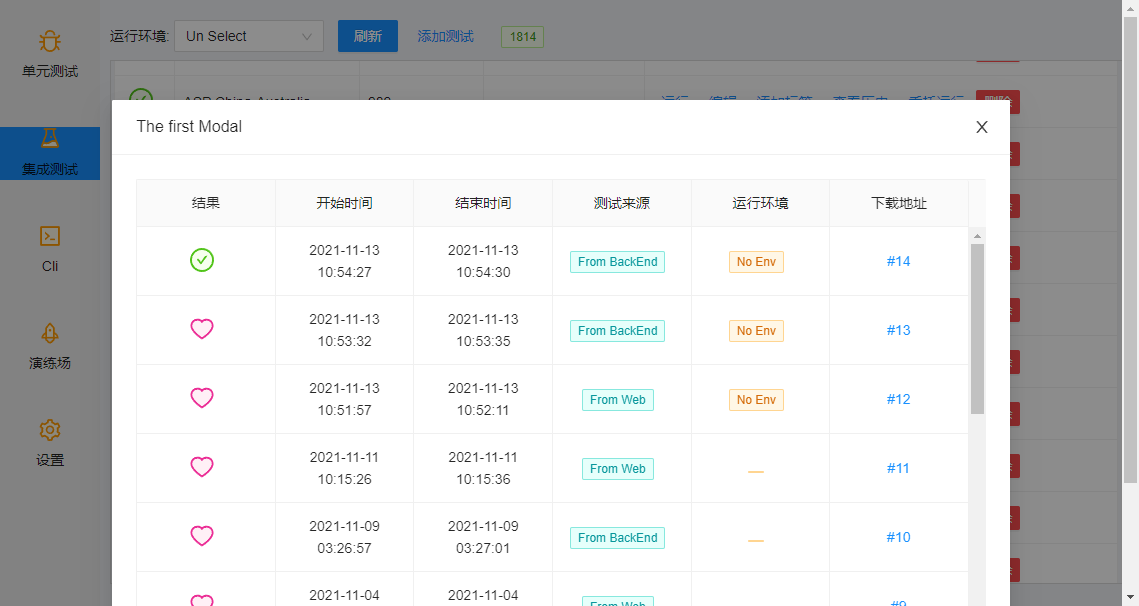 运行环境: Un Select 刷新 添加测试 1814
单元测试
集成测试
Cli
演练场
设置
The first Modal
结果 开始时间 结束时间 测试来源 运行环境 下载地址
2021-11-13 10:54:27 2021-11-13 10:54:30 From BackEnd No Env #14
2021-11-13 10:53:32 2021-11-13 10:53:35 From BackEnd No Env #13
2021-11-13 10:51:57 2021-11-13 10:52:11 From Web No Env #12
2021-11-11 10:15:26 2021-11-11 10:15:36 From Web #11
2021-11-09 03:26:57 2021-11-09 03:27:01 From BackEnd #10
2021-11-04 2021-11-04 From Web #9